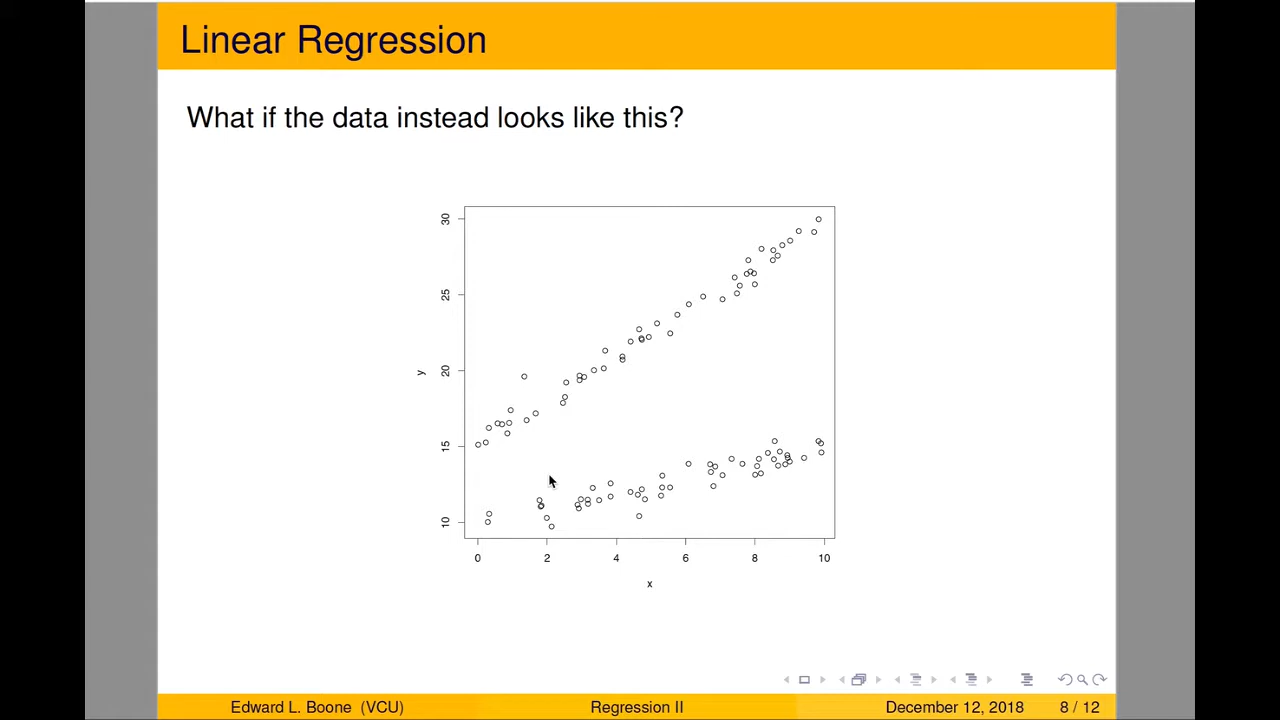 Linear Regression
What if the data instead looks like this?
30
25
20
15
10
y
0 2 4 6 8 10
x
Edward L. Boone (VCU) Regression II December 12, 2018 8 / 12